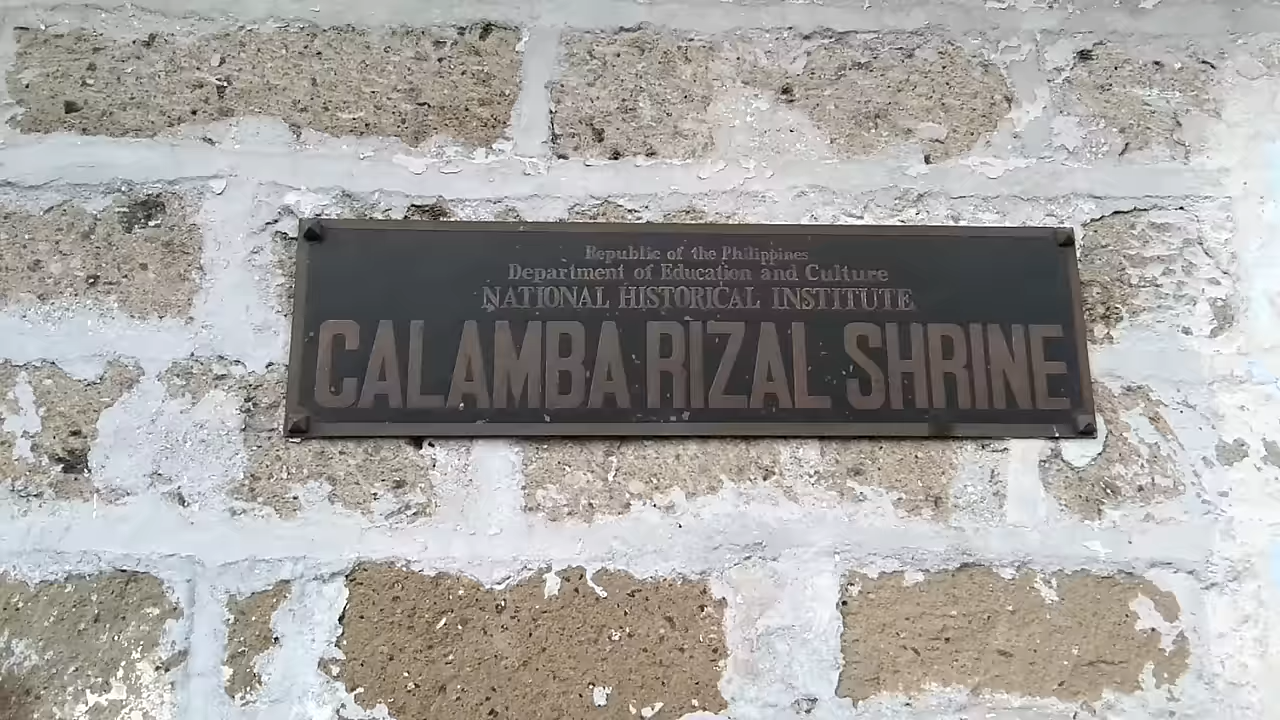 Republic of the Philippines
Department of Education and Culture
NATIONAL HISTORICAL INSTITUTE
CALAMBA RIZAL SHRINE